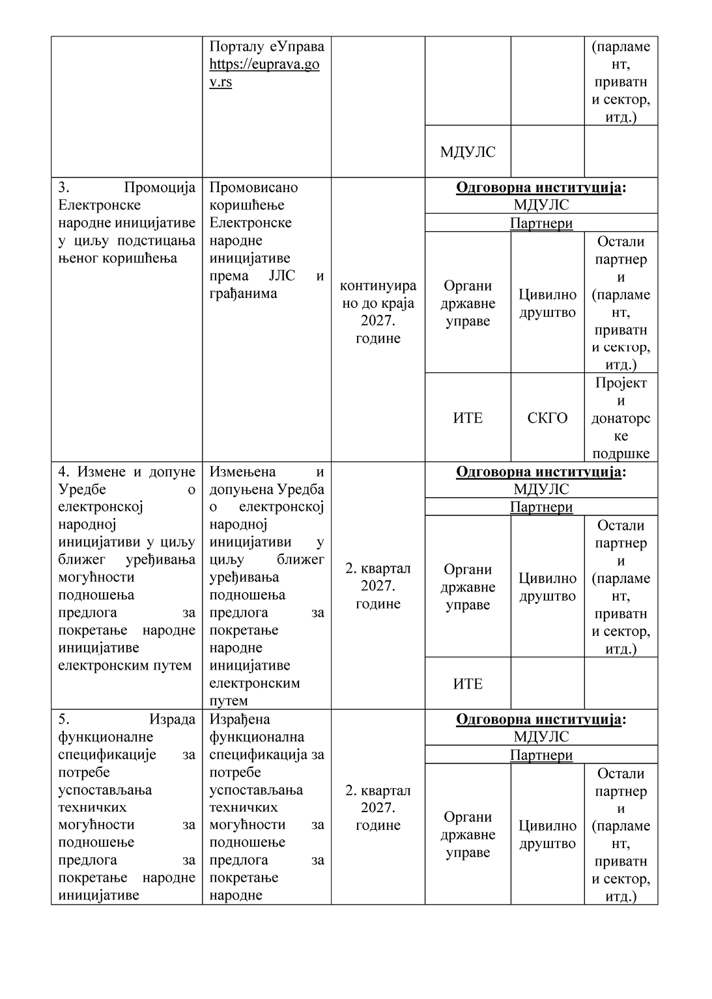 Порталу еУправа
https://euprava.go
v.rs
(парламе
нт,
приватн
и сектор,
итд.)
МДУЛС
3. Промоција
Електронске
народне иницијативе
у циљу подстицања
њеног коришћења
Промовисано
коришћење
Електронске
народне
иницијативе
према ЈЛС и
грађанима
континуира
но до краја
2027.
године
Одговорна институција:
МДУЛС
Партнери
Органи
државне
управе
Цивилно
друштво
Остали
партнер
и
(парламе
нт,
приватн
и сектор,
итд.)
ИТЕ
СКГО
Пројект
и
донаторс
ке
подршке
4. Измене и допуне
Уредбе о
електронској
народној
иницијативи у циљу
ближег уређивања
могућности
подношења
предлога за
покретање народне
иницијативе
електронским путем
Измењена и
допуњена Уредба
о електронској
народној
иницијативи у
циљу ближег
уређивања
подношења
предлога за
покретање
народне
иницијативе
електронским
путем
2. квартал
2027.
године
Одговорна институција:
МДУЛС
Партнери
Органи
државне
управе
Цивилно
друштво
Остали
партнер
и
(парламе
нт,
приватн
и сектор,
итд.)
ИТЕ
5. Израда
функционалне
спецификације за
потребе
успостављања
техничких
могућности за
подношење
предлога за
покретање народне
иницијативе
Израђена
функционална
спецификација за
потребе
успостављања
техничких
могућности за
подношење
предлога за
покретање
народне
2. квартал
2027.
године
Одговорна институција:
МДУЛС
Партнери
Органи
државне
управе
Цивилно
друштво
Остали
партнер
и
(парламе
нт,
приватн
и сектор,
итд.)